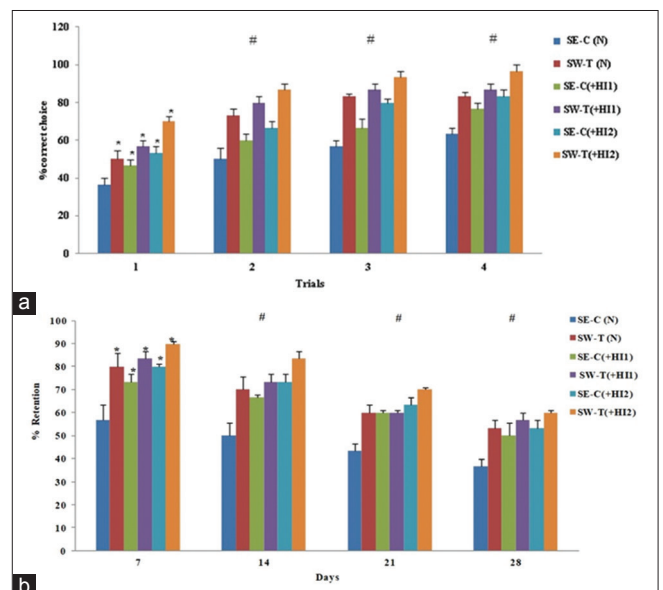 120
#
#
#
100
80
60
40
20
0
%correct choice
* * * * *
1
2
3
4
Trials
SE-C (N)
SW-T (N)
SE-C(+HI1)
SW-T(+HI1)
SE-C(+HI2)
SW-T(+HI2)
a
100
#
#
#
90
80
70
60
50
40
30
20
10
0
% Retention
* * * * *
7
14
21
28
Days
SE-C (N)
SW-T (N)
SE-C(+HI1)
SW-T(+HI1)
SE-C(+HI2)
SW-T(+HI2)
b